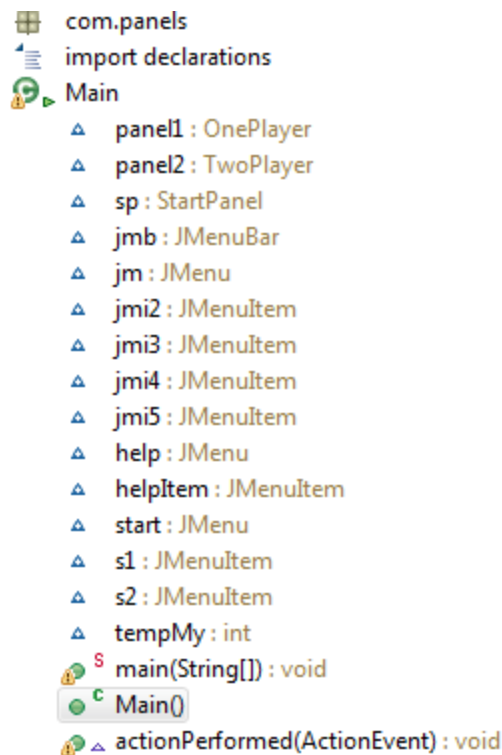 com.panels
import declarations
Main
panel1 : OnePlayer
panel2 : TwoPlayer
sp : StartPanel
jmb : JMenuBar
jm : JMenu
jmi2 : JMenuItem
jmi3 : JMenuItem
jmi4 : JMenuItem
jmi5 : JMenuItem
help : JMenu
helpItem : JMenuItem
start : JMenu
s1 : JMenuItem
s2 : JMenuItem
tempMy : int
S main(String[]) : void
C Main()
actionPerformed(ActionEvent) : void